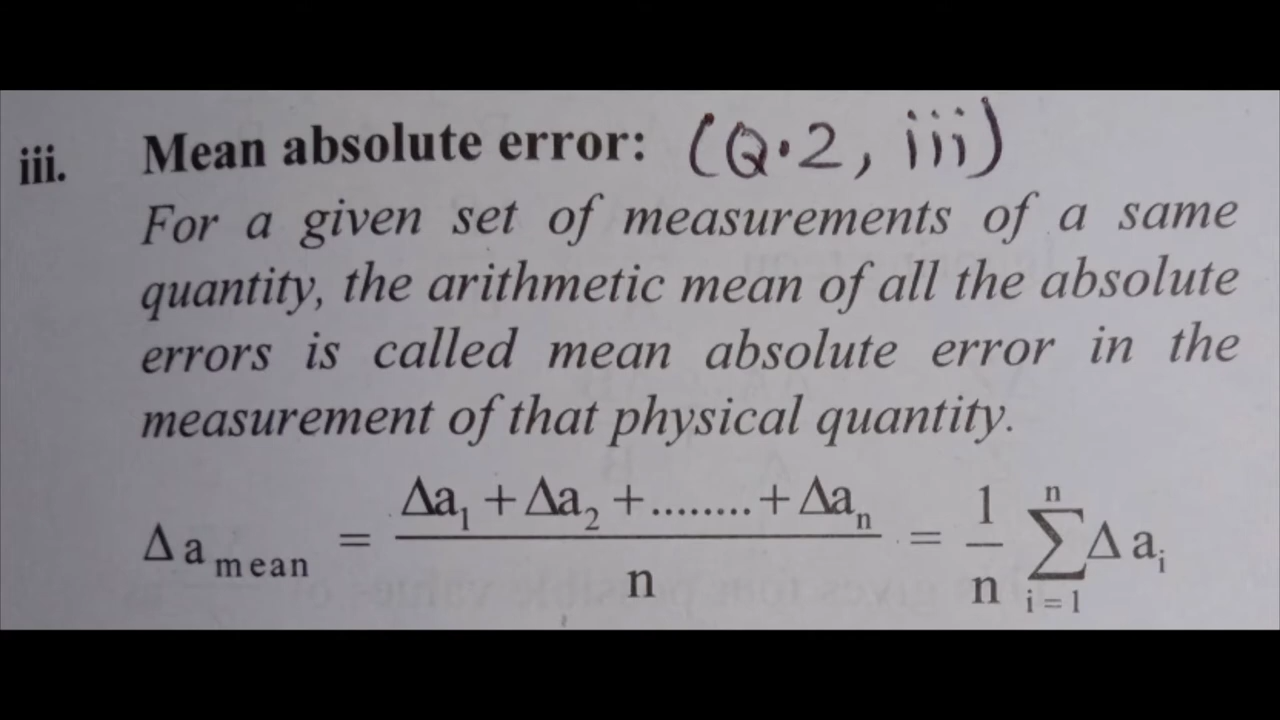 iii. Mean absolute error: (Q.2, iii)
For a given set of measurements of a same
quantity, the arithmetic mean of all the absolute
errors is called mean absolute error in the
measurement of that physical quantity.
Δa_mean = (Δa₁ + Δa₂ + ........ + Δaₙ) / n = 1/n ∑ᵢ₌₁ⁿ Δaᵢ